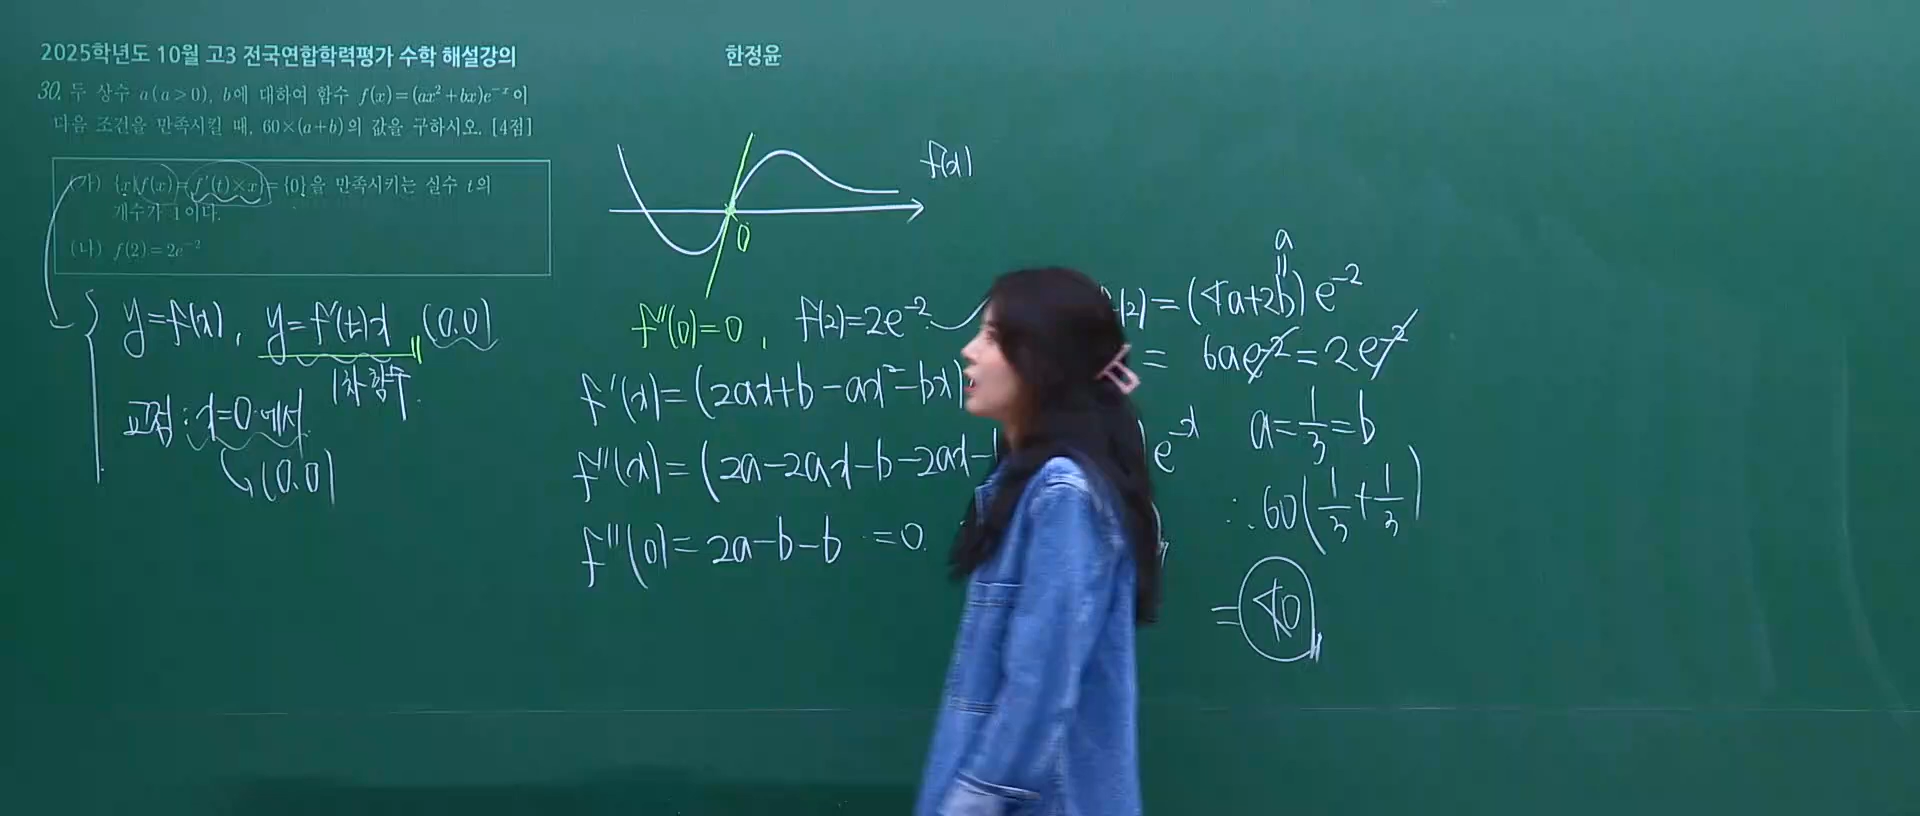 2025학년도 10월 고3 전국연합학력평가 수학 해설강의
한정윤
30. 두 상수 a(a>0), b에 대하여 함수 f(x)=(ax²+bx)e⁻ˣ이
다음 조건을 만족시킬 때, 60×(a+b)의 값을 구하시오. [4점]
(가) {x|f(x)=f′(t)×x}={0}을 만족시키는 실수 t의
개수가 1이다.
(나) f(2)=2e⁻²
y=f(x), y=f′(t)x (0,0)
1차함수
교점: x=0에서
(0,0)
f(x)
0
f″(0)=0, f(2)=2e⁻²
f′(x)=(2ax+b-ax²-bx)
f″(x)=(2a-2ax-b-2ax-
e⁻ˣ
f″(0)=2a-b-b =0
a
(2)=(4a+2b)e⁻²
= 6ae⁻²=2e⁻²
a=1/3=b
∴60(1/3+1/3)
=40